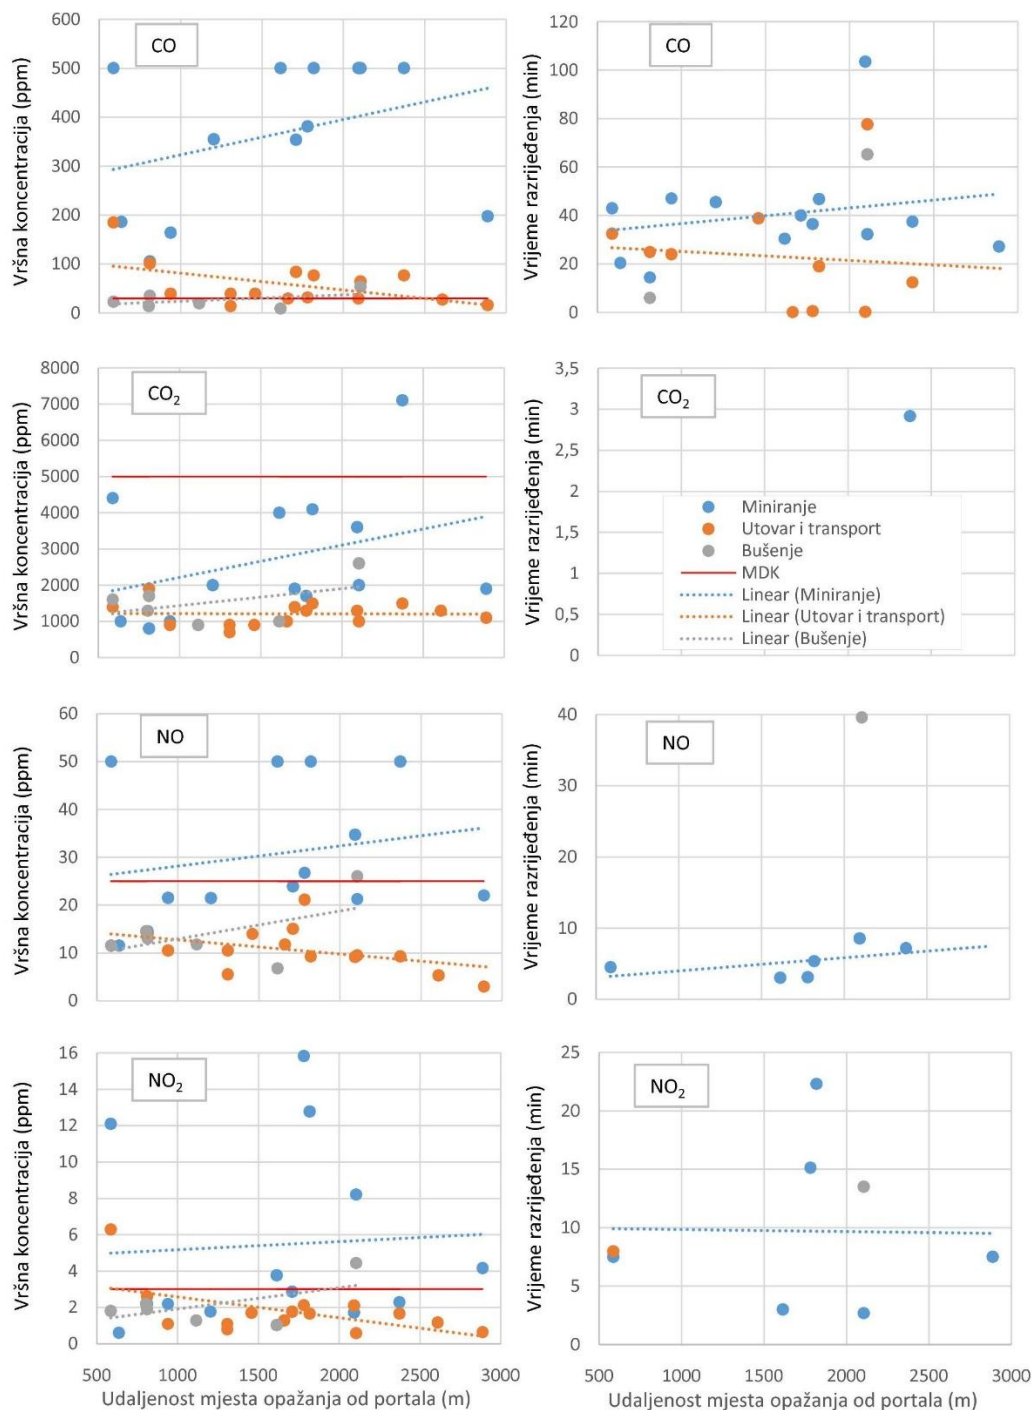 CO
Vršna koncentracija (ppm)
600
500
400
300
200
100
0
CO
Vrijeme razrijeđenja (min)
120
100
80
60
40
20
0
CO₂
Vršna koncentracija (ppm)
8000
7000
6000
5000
4000
3000
2000
1000
0
CO₂
Vrijeme razrijeđenja (min)
3,5
3
2,5
2
1,5
1
0,5
0
Miniranje
Utovar i transport
Bušenje
MDK
Linear (Miniranje)
Linear (Utovar i transport)
Linear (Bušenje)
NO
Vršna koncentracija (ppm)
60
50
40
30
20
10
0
NO
Vrijeme razrijeđenja (min)
40
30
20
10
0
NO₂
Vršna koncentracija (ppm)
16
14
12
10
8
6
4
2
0
500 1000 1500 2000 2500 3000
Udaljenost mjesta opažanja od portala (m)
NO₂
Vrijeme razrijeđenja (min)
25
20
15
10
5
0
500 1000 1500 2000 2500 3000
Udaljenost mjesta opažanja od portala (m)